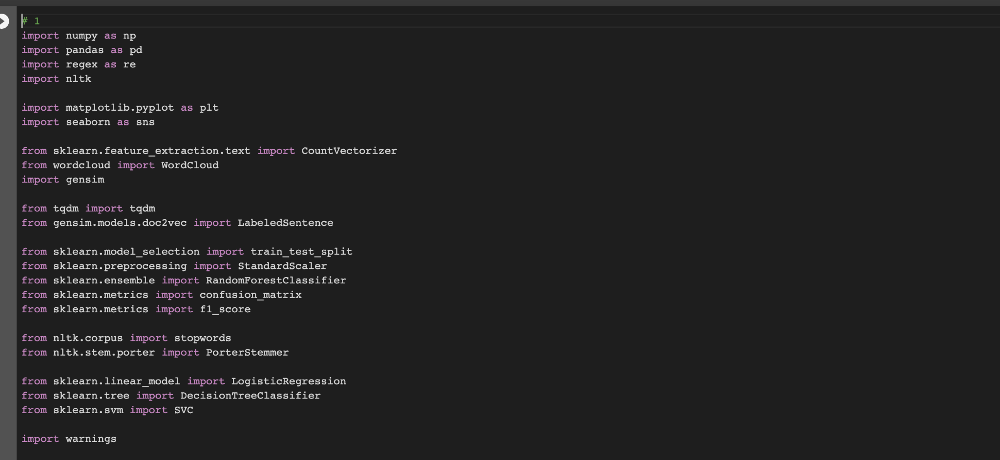 # 1
import numpy as np
import pandas as pd
import regex as re
import nltk
import matplotlib.pyplot as plt
import seaborn as sns
from sklearn.feature_extraction.text import CountVectorizer
from wordcloud import WordCloud
import gensim
from tqdm import tqdm
from gensim.models.doc2vec import LabeledSentence
from sklearn.model_selection import train_test_split
from sklearn.preprocessing import StandardScaler
from sklearn.ensemble import RandomForestClassifier
from sklearn.metrics import confusion_matrix
from sklearn.metrics import f1_score
from nltk.corpus import stopwords
from nltk.stem.porter import PorterStemmer
from sklearn.linear_model import LogisticRegression
from sklearn.tree import DecisionTreeClassifier
from sklearn.svm import SVC
import warnings